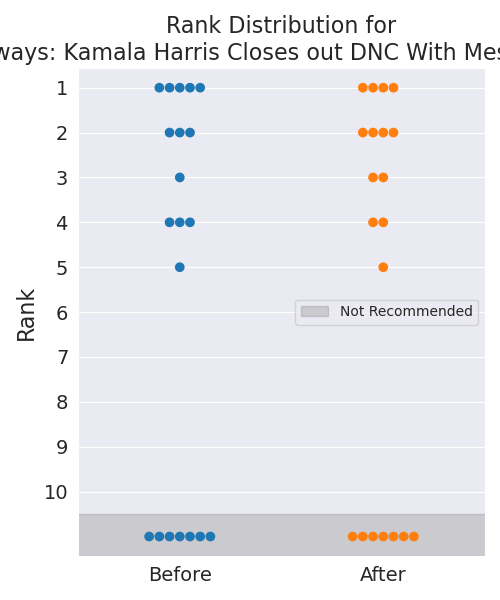 Rank Distribution for
ways: Kamala Harris Closes out DNC With Mes
1
2
3
4
5
6
7
8
9
10
Rank
Not Recommended
Before
After